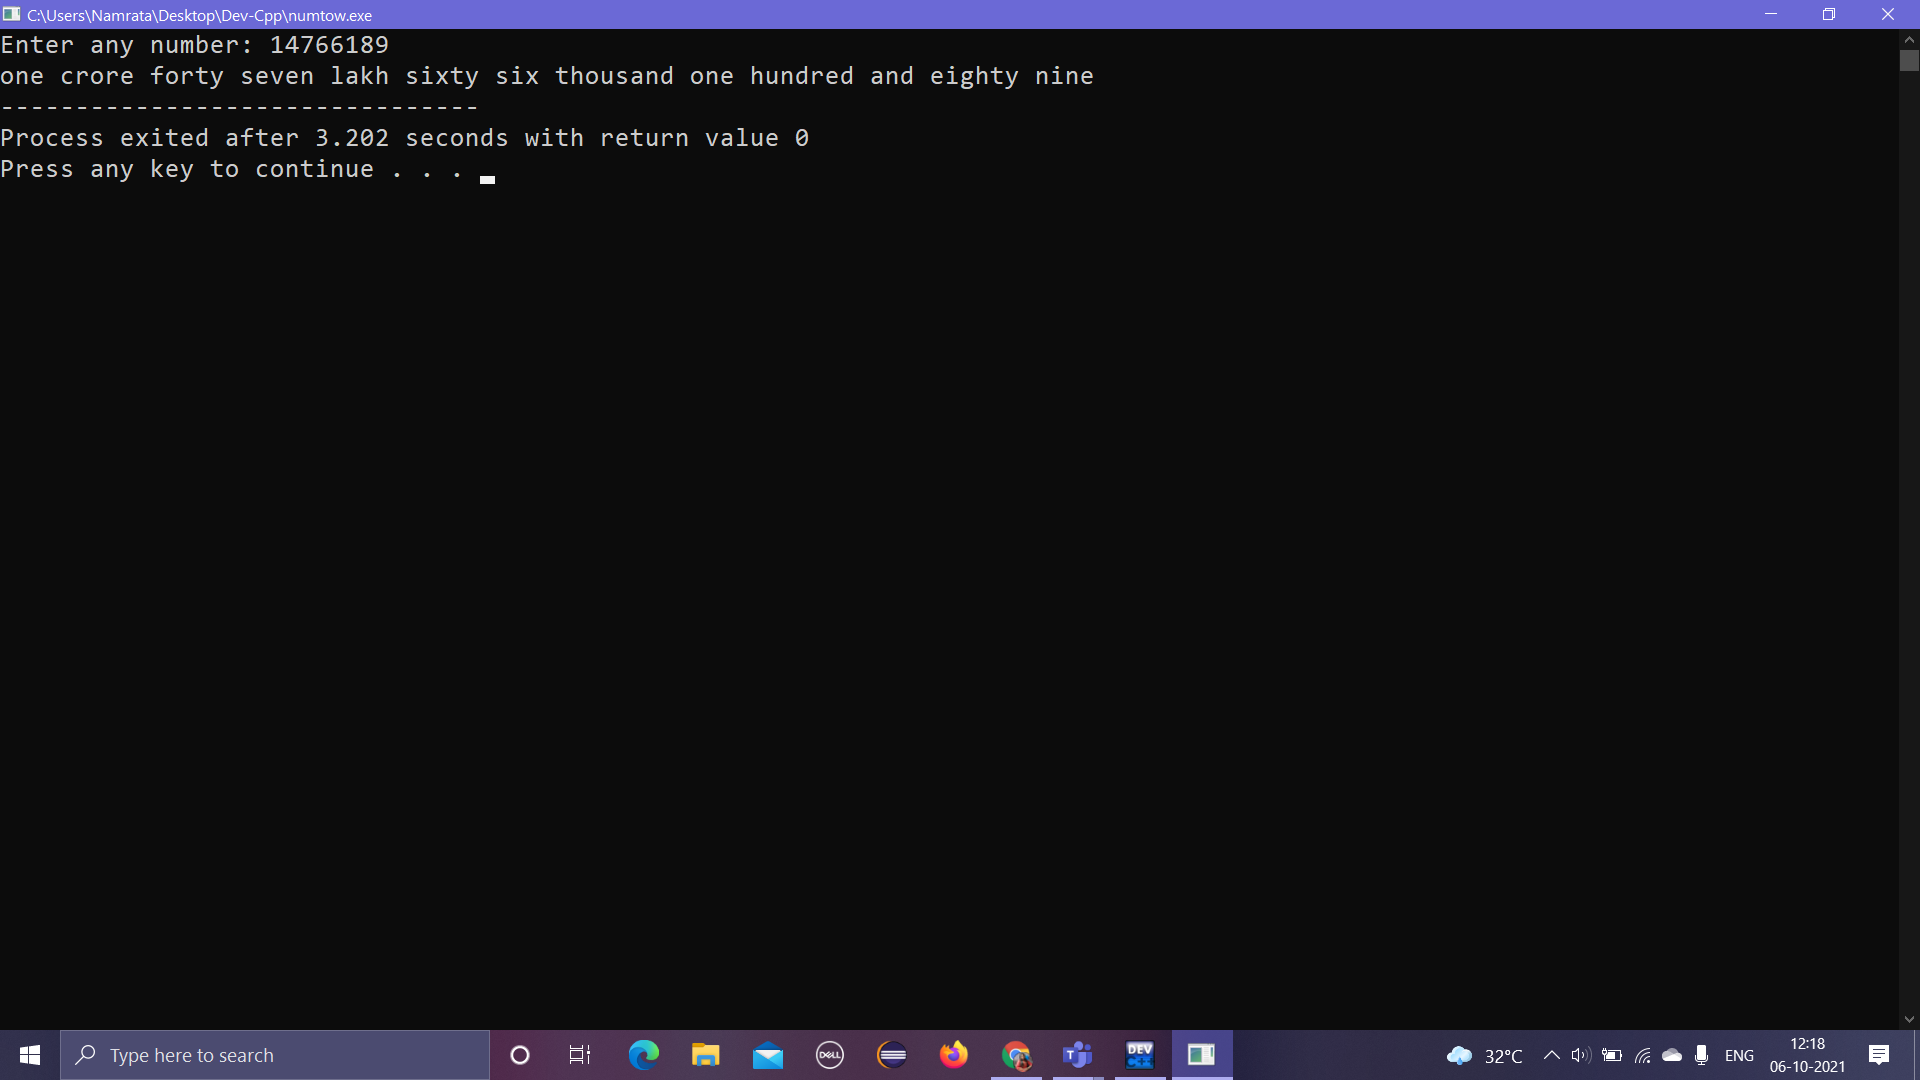 C:\Users\Namrata\Desktop\Dev-Cpp\numtow.exe
Enter any number: 14766189
one crore forty seven lakh sixty six thousand one hundred and eighty nine
--------------------------------
Process exited after 3.202 seconds with return value 0
Press any key to continue . . .
Type here to search
DELL
T
DEV
C++
32°C
ENG
12:18
06-10-2021